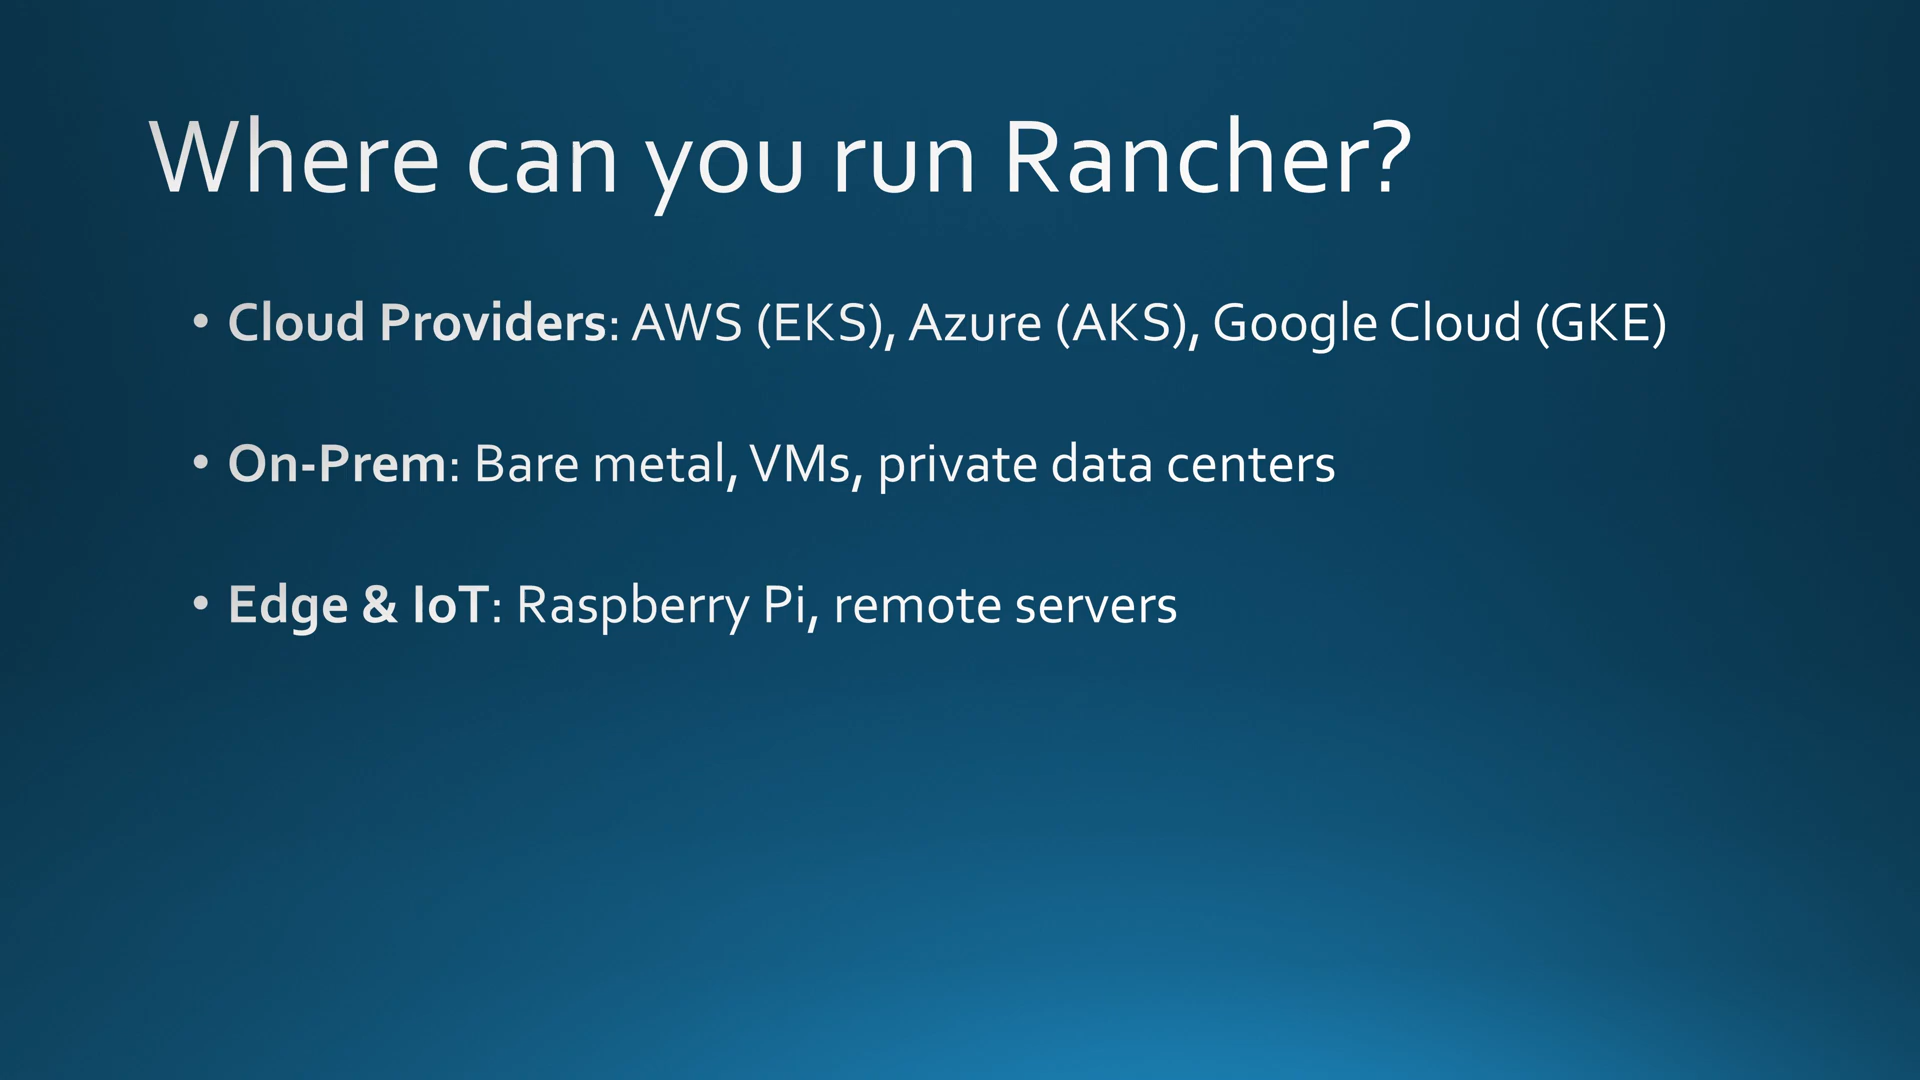 Where can you run Rancher?
• Cloud Providers: AWS (EKS), Azure (AKS), Google Cloud (GKE)
• On-Prem: Bare metal, VMs, private data centers
• Edge & IoT: Raspberry Pi, remote servers